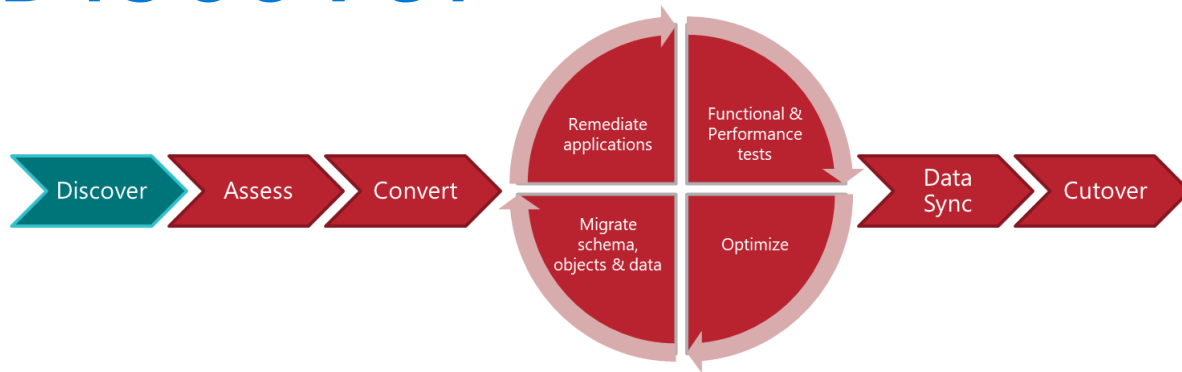 Discover
Assess
Convert
Remediate
applications
Functional &
Performance
tests
Migrate
schema,
objects & data
Optimize
Data
Sync
Cutover